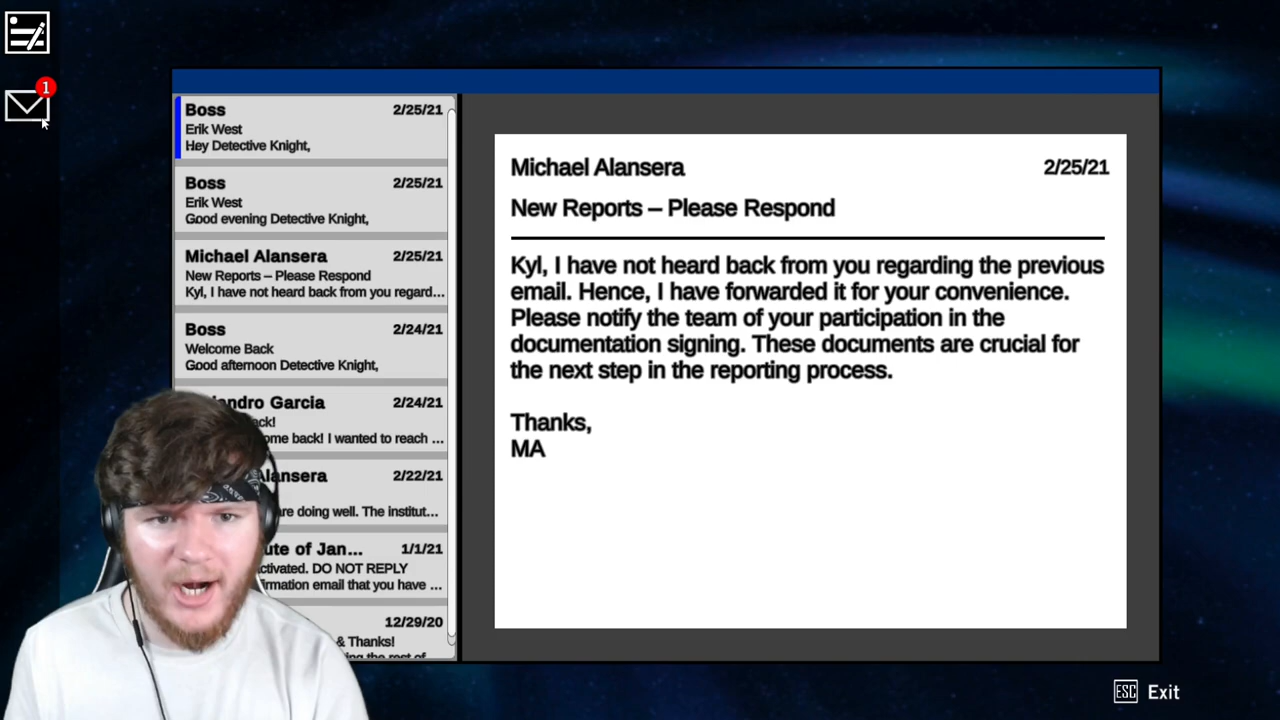 1
Boss 2/25/21
Erik West
Hey Detective Knight,
Boss 2/25/21
Erik West
Good evening Detective Knight,
Michael Alansera 2/25/21
New Reports – Please Respond
Kyl, I have not heard back from you regard...
Boss 2/24/21
Welcome Back
Good afternoon Detective Knight,
Garcia 2/24/21
back! I wanted to reach ...
2/22/21
are doing well. The institut...
of Jan... 1/1/21
DO NOT REPLY
email that you have ...
12/29/20
& Thanks!
the rest of
Michael Alansera 2/25/21
New Reports – Please Respond
Kyl, I have not heard back from you regarding the previous
email. Hence, I have forwarded it for your convenience.
Please notify the team of your participation in the
documentation signing. These documents are crucial for
the next step in the reporting process.
Thanks,
MA
ESC Exit